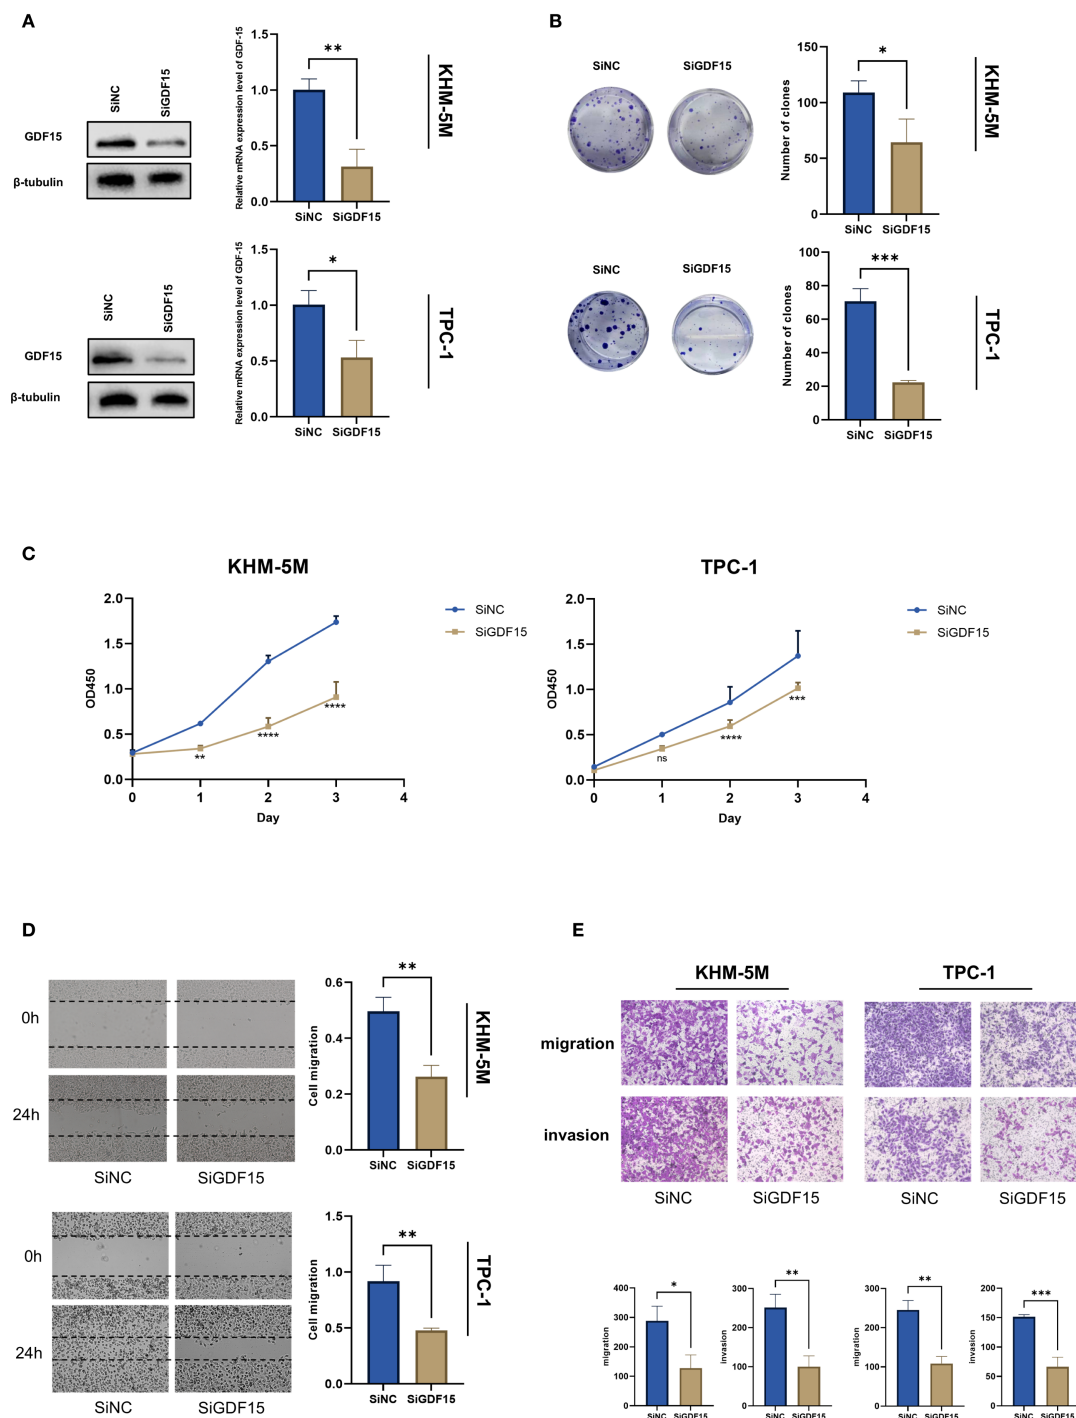 A
SiNC
SiGDF15
GDF15
β-tubulin
Relative mRNA expression level of GDF-15
1.5
1.0
0.5
0.0
**
SiNC SiGDF15
KHM-5M
SiNC
SiGDF15
GDF15
β-tubulin
Relative mRNA expression level of GDF-15
1.5
1.0
0.5
0.0
*
SiNC SiGDF15
TPC-1
B
SiNC SiGDF15
Number of clones
150
100
50
0
*
SiNC SiGDF15
KHM-5M
SiNC SiGDF15
Number of clones
100
80
60
40
20
0
***
SiNC SiGDF15
TPC-1
C
KHM-5M
OD450
2.0
1.5
1.0
0.5
0.0
**
****
****
0 1 2 3 4
Day
SiNC
SiGDF15
TPC-1
OD450
2.0
1.5
1.0
0.5
0.0
ns
****
***
0 1 2 3 4
Day
SiNC
SiGDF15
D
0h
24h
SiNC SiGDF15
Cell migration
0.6
0.4
0.2
0.0
**
SiNC SiGDF15
KHM-5M
0h
24h
SiNC SiGDF15
Cell migration
1.5
1.0
0.5
0.0
**
SiNC SiGDF15
TPC-1
E
KHM-5M TPC-1
migration
invasion
SiNC SiGDF15 SiNC SiGDF15
migration
400
300
200
100
0
*
SiNC SiGDF15
invasion
300
200
100
0
**
SiNC SiGDF15
migration
300
200
100
0
**
SiNC SiGDF15
invasion
200
150
100
50
0
***
SiNC SiGDF15